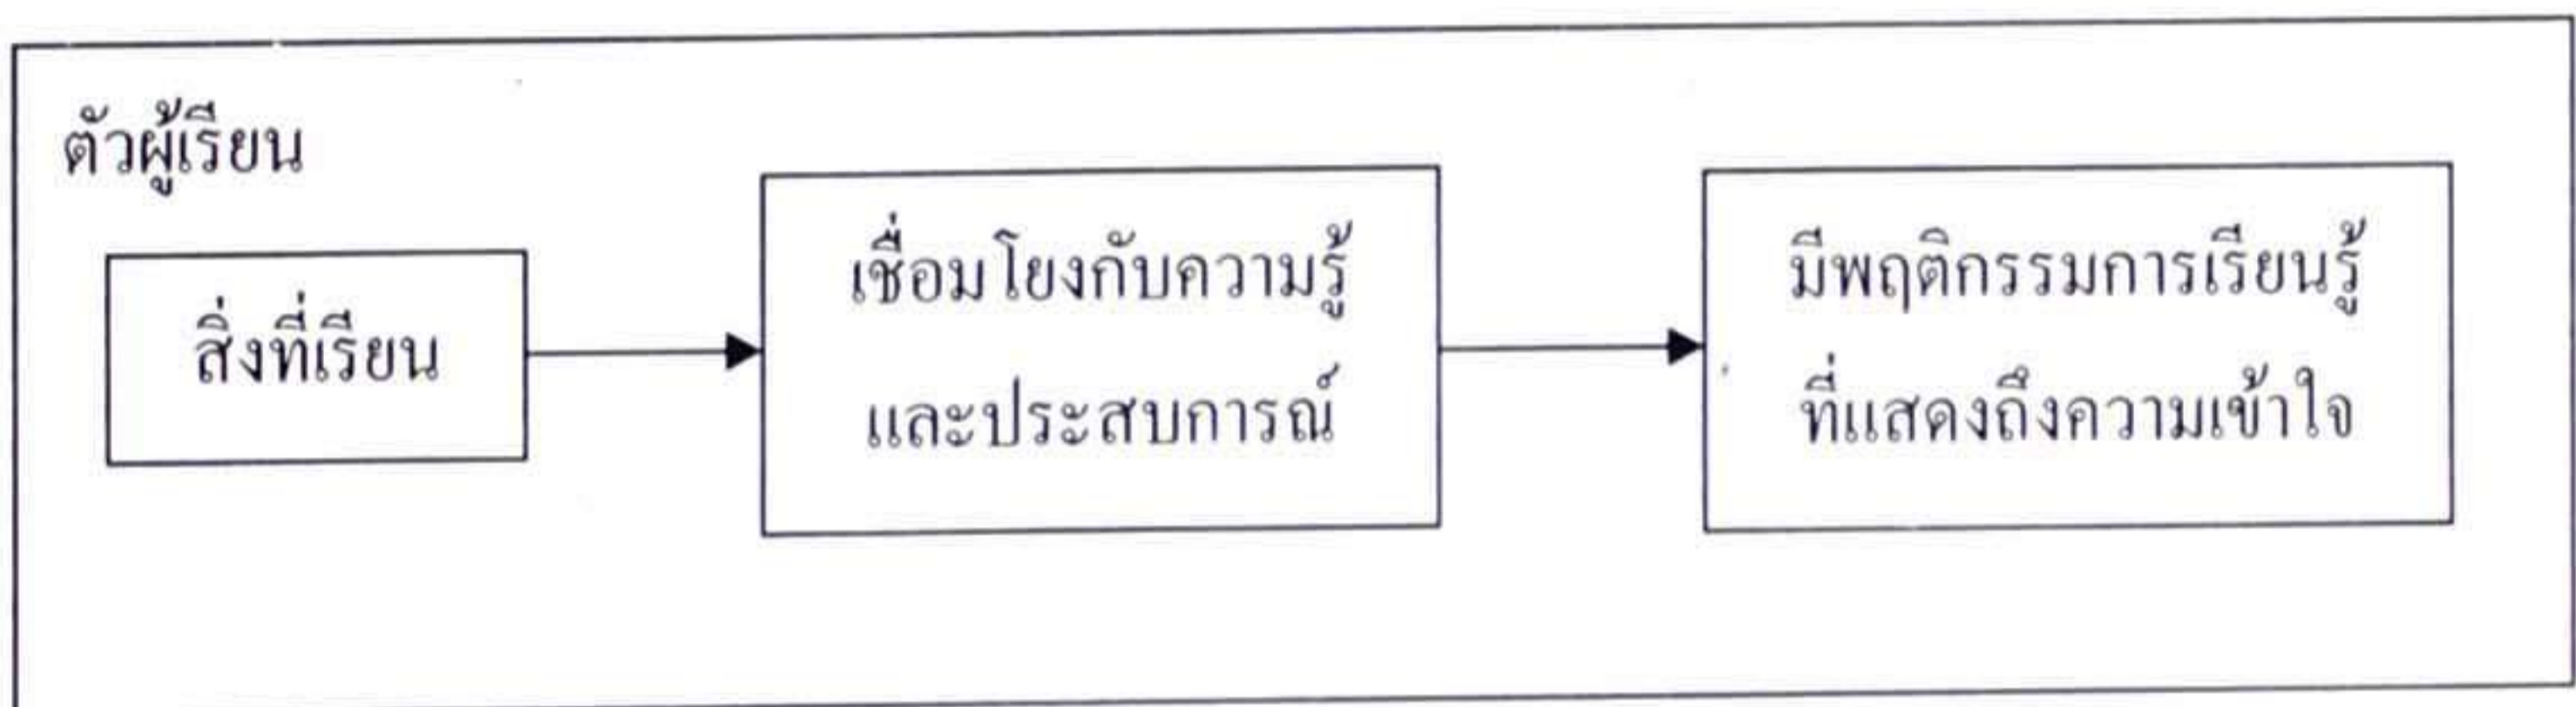 ตัวผู้เรียน
สิ่งที่เรียน
เชื่อมโยงกับความรู้
และประสบการณ์
มีพฤติกรรมการเรียนรู้
ที่แสดงถึงความเข้าใจ